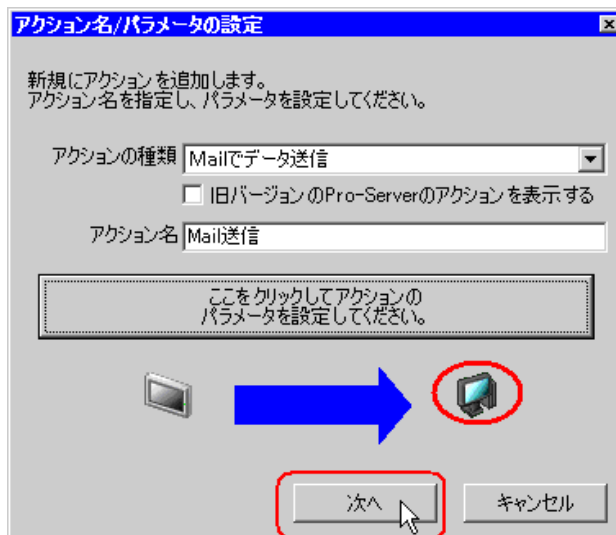 アクション名/パラメータの設定
新規にアクションを追加します。
アクション名を指定し、パラメータを設定してください。
アクションの種類 Mailでデータ送信
旧バージョンのPro-Serverのアクションを表示する
アクション名 Mail送信
ここをクリックしてアクションの
パラメータを設定してください。
次へ キャンセル